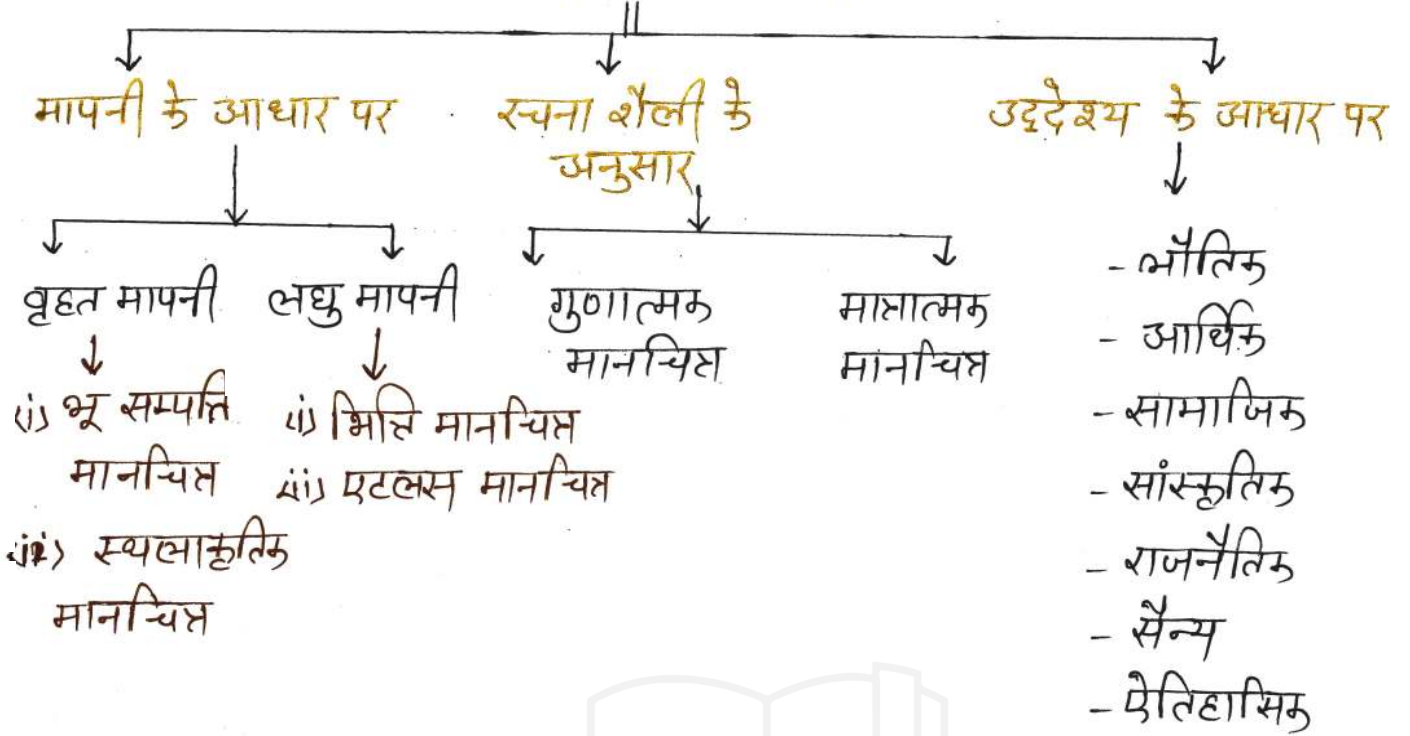 मापनी के आधार पर
रचना शैली के
अनुसार
उद्देश्य के आधार पर
वृहत मापनी
लघु मापनी
गुणात्मक
मानचित्र
मात्रात्मक
मानचित्र
(i) भू सम्पत्ति
मानचित्र
(ii) स्थलाकृतिक
मानचित्र
(i) भित्ति मानचित्र
(ii) एटलस मानचित्र
- भौतिक
- आर्थिक
- सामाजिक
- सांस्कृतिक
- राजनैतिक
- सैन्य
- ऐतिहासिक